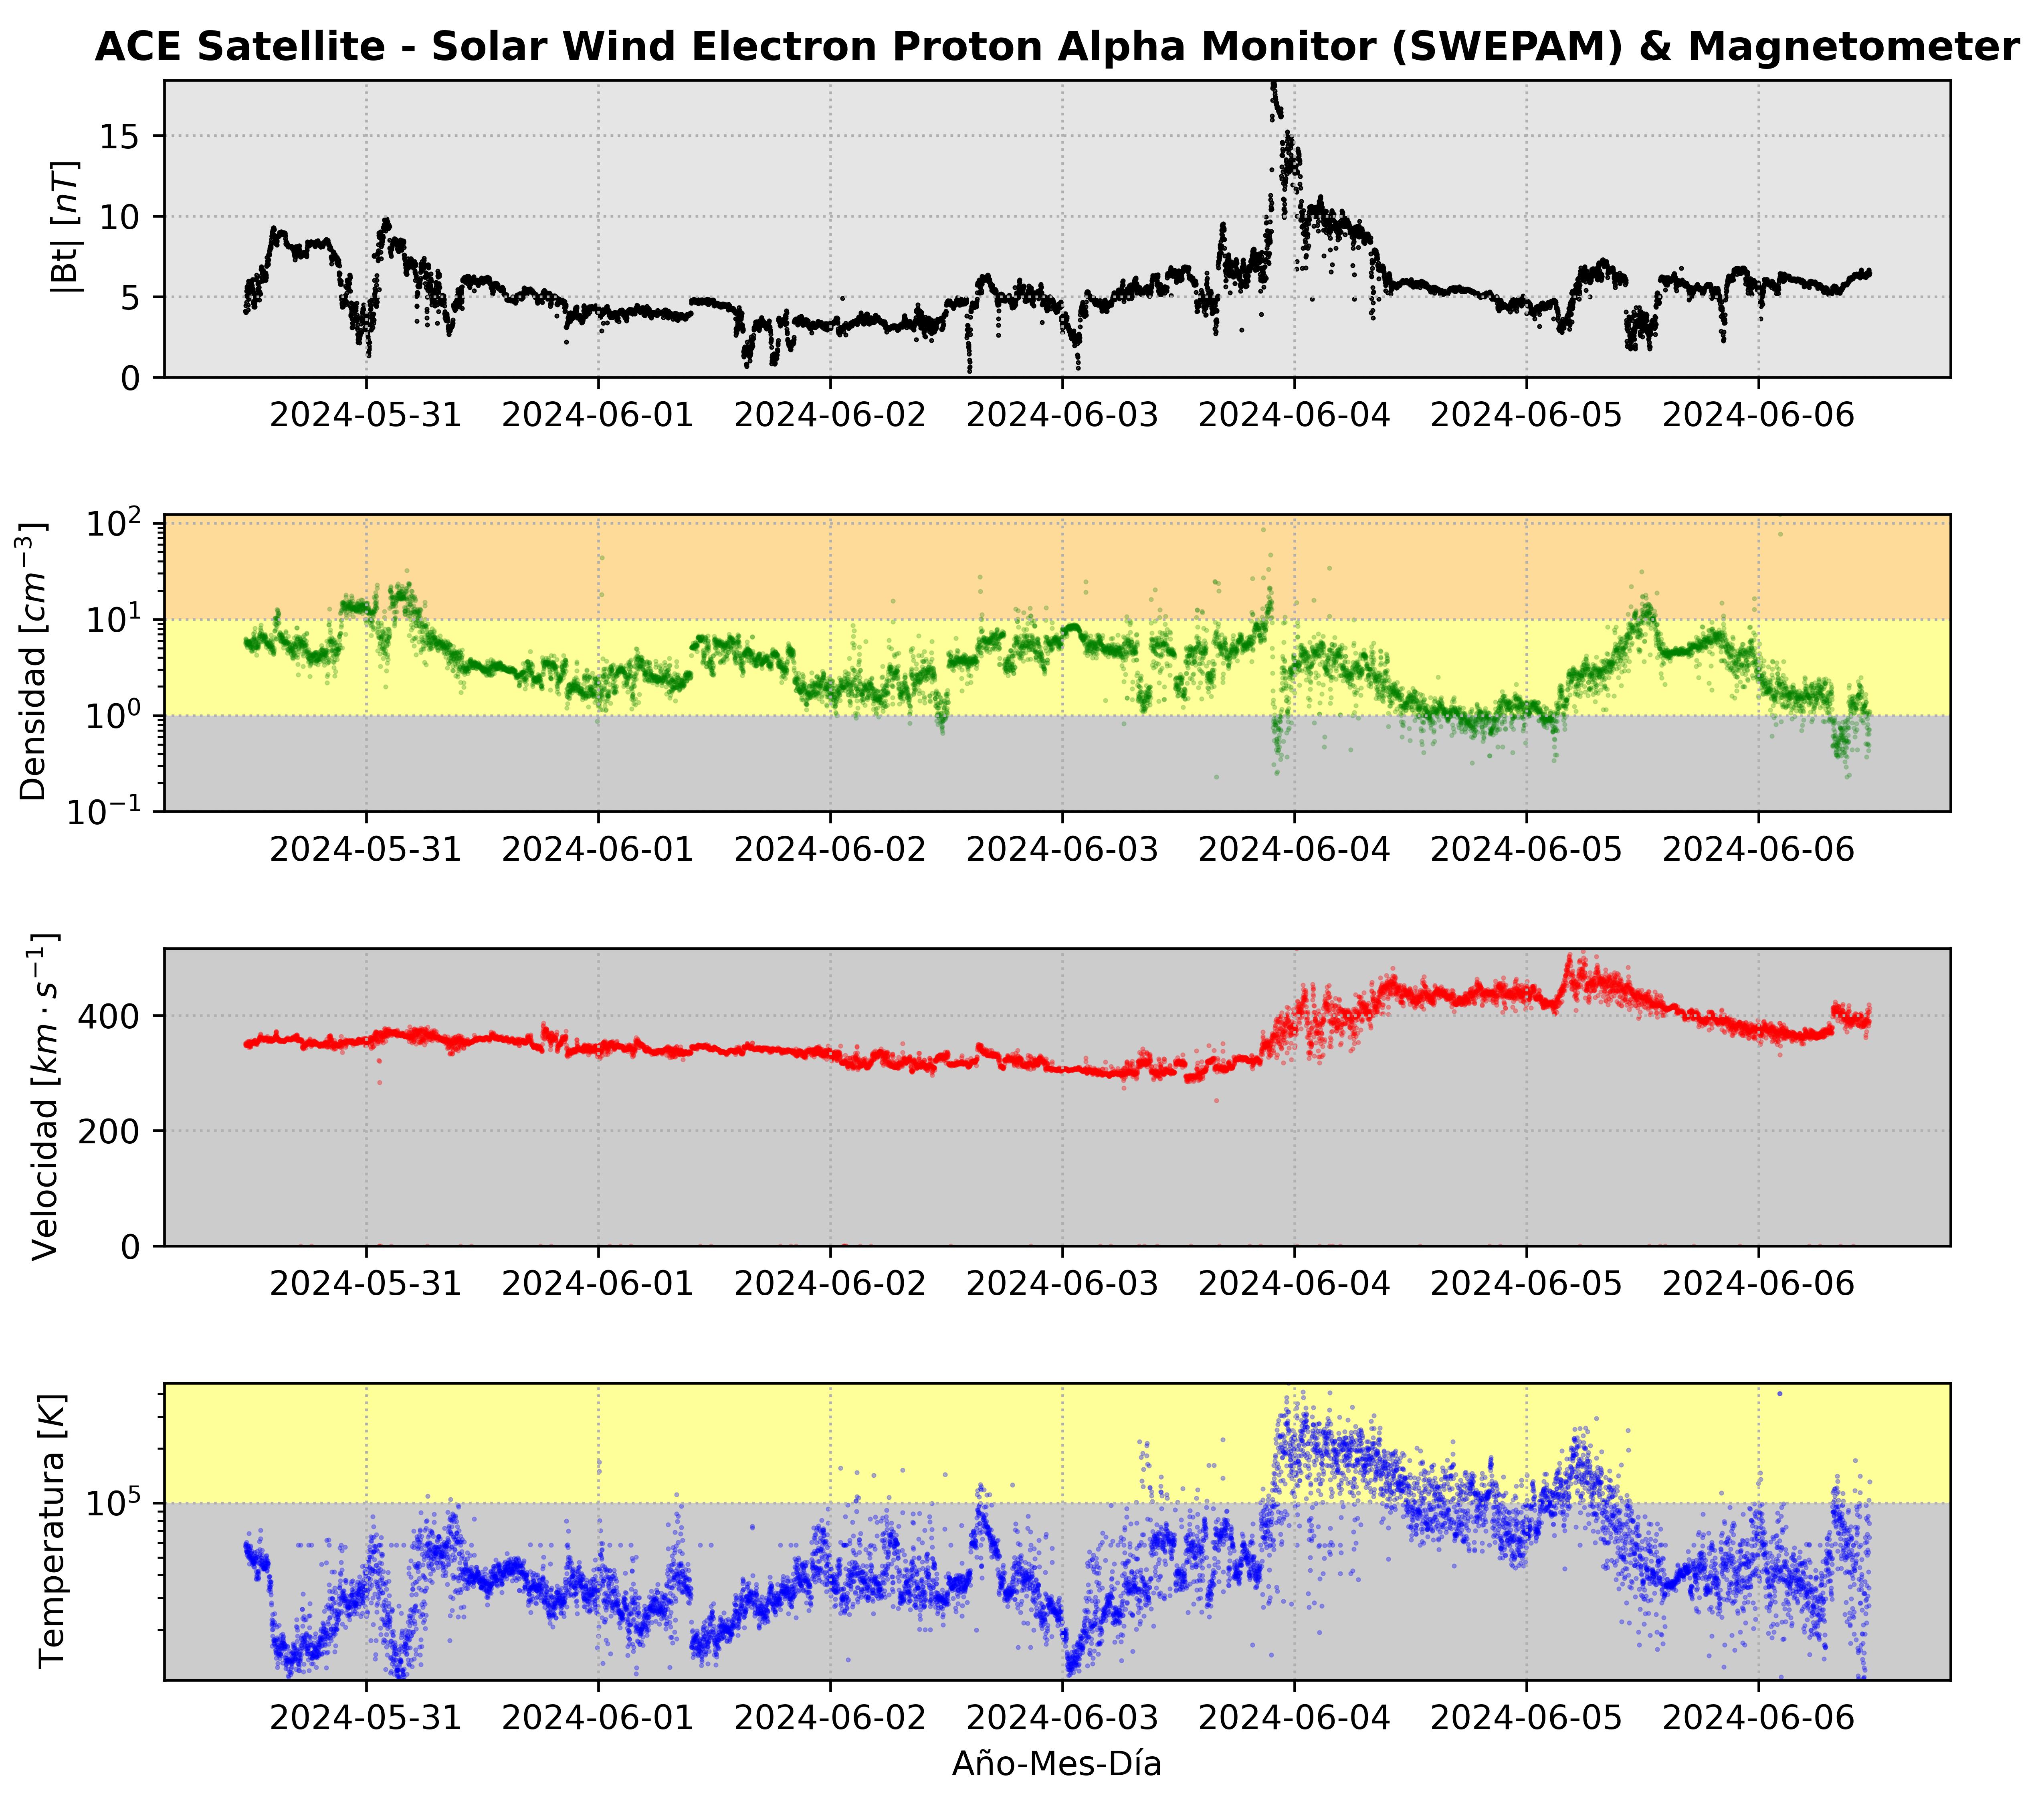 ACE Satellite - Solar Wind Electron Proton Alpha Monitor (SWEPAM) & Magnetometer
|Bt| [nT]
15
10
5
0
2024-05-31 2024-06-01 2024-06-02 2024-06-03 2024-06-04 2024-06-05 2024-06-06
Densidad [cm⁻³]
10²
10¹
10⁰
10⁻¹
2024-05-31 2024-06-01 2024-06-02 2024-06-03 2024-06-04 2024-06-05 2024-06-06
Velocidad [km · s⁻¹]
400
200
0
2024-05-31 2024-06-01 2024-06-02 2024-06-03 2024-06-04 2024-06-05 2024-06-06
Temperatura [K]
10⁵
2024-05-31 2024-06-01 2024-06-02 2024-06-03 2024-06-04 2024-06-05 2024-06-06
Año-Mes-Día